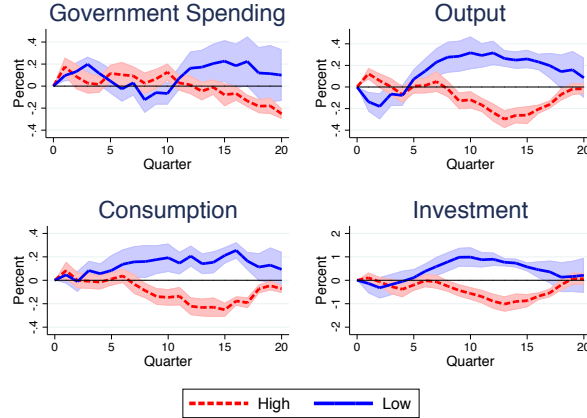 Government Spending
Percent
.4
.2
0
-.2
-.4
0
5
10
15
20
Quarter
Output
Percent
.4
.2
0
-.2
-.4
0
5
10
15
20
Quarter
Consumption
Percent
.4
.2
0
-.2
-.4
0
5
10
15
20
Quarter
Investment
Percent
2
1
0
-1
-2
0
5
10
15
20
Quarter
High
Low